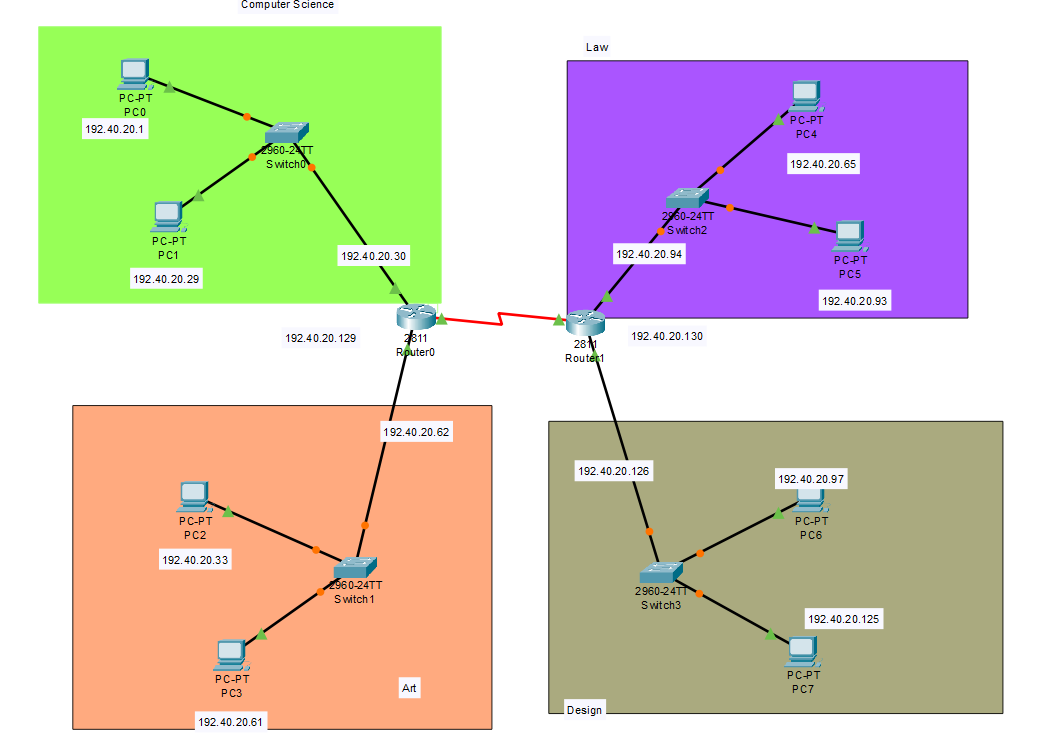 Computer Science
PC-PT
PC0
192.40.20.1
2960-24TT
Switch0
PC-PT
PC1
192.40.20.29
192.40.20.30
Law
PC-PT
PC4
192.40.20.65
2960-24TT
Switch2
192.40.20.94
PC-PT
PC5
192.40.20.93
192.40.20.129
2811
Router0
2811
Router1
192.40.20.130
192.40.20.62
PC-PT
PC2
192.40.20.33
2960-24TT
Switch1
PC-PT
PC3
192.40.20.61
Art
192.40.20.126
192.40.20.97
PC-PT
PC6
2960-24TT
Switch3
192.40.20.125
PC-PT
PC7
Design